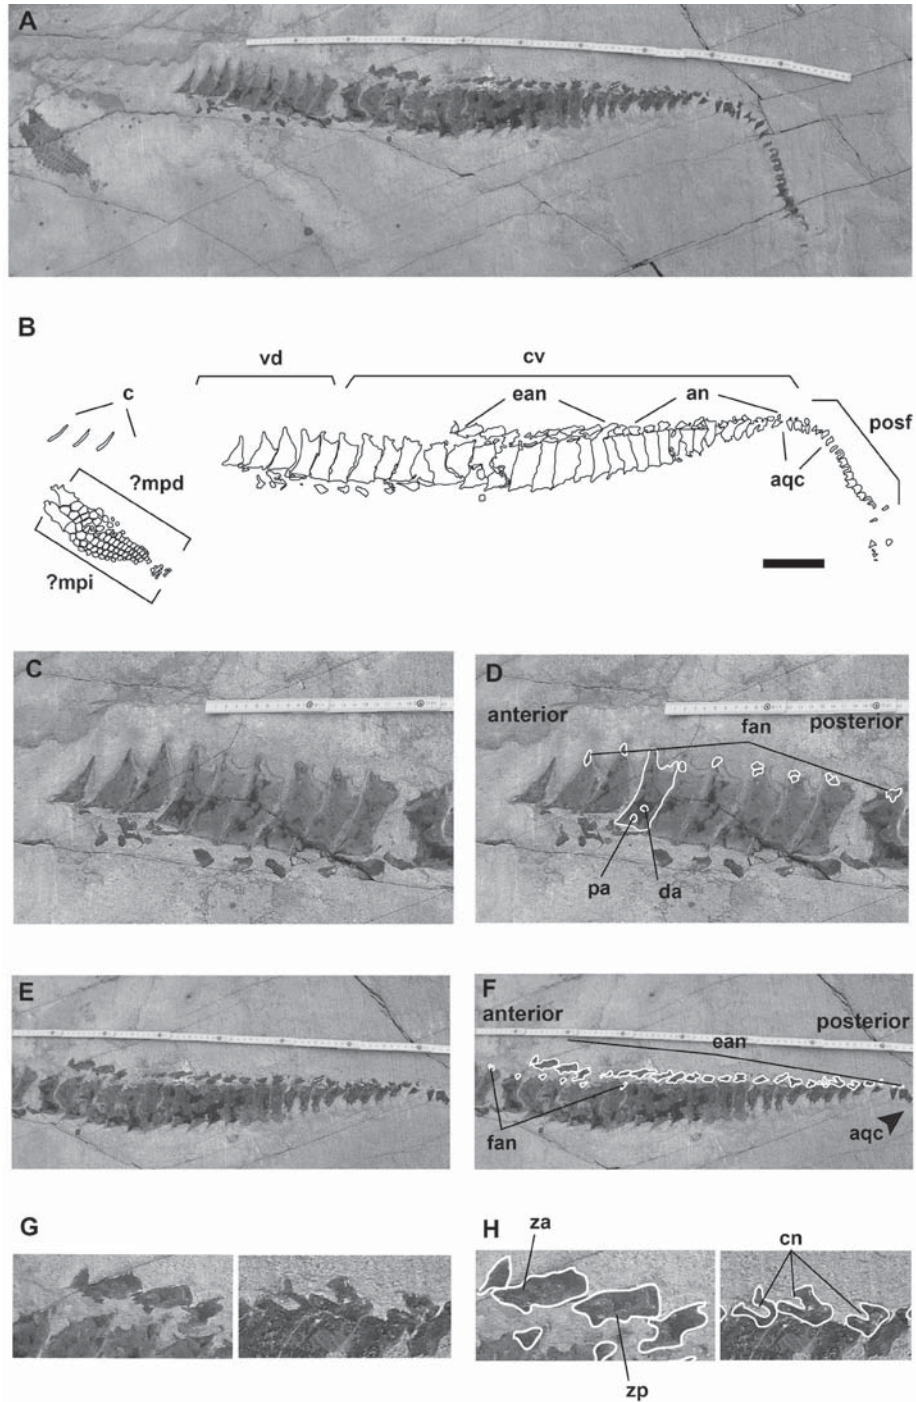 A
B
vd
cv
c
ean
an
posf
?mpd
aqc
?mpi
C
D
anterior
posterior
fan
pa
da
E
F
anterior
posterior
ean
fan
aqc
G
H
za
cn
zp